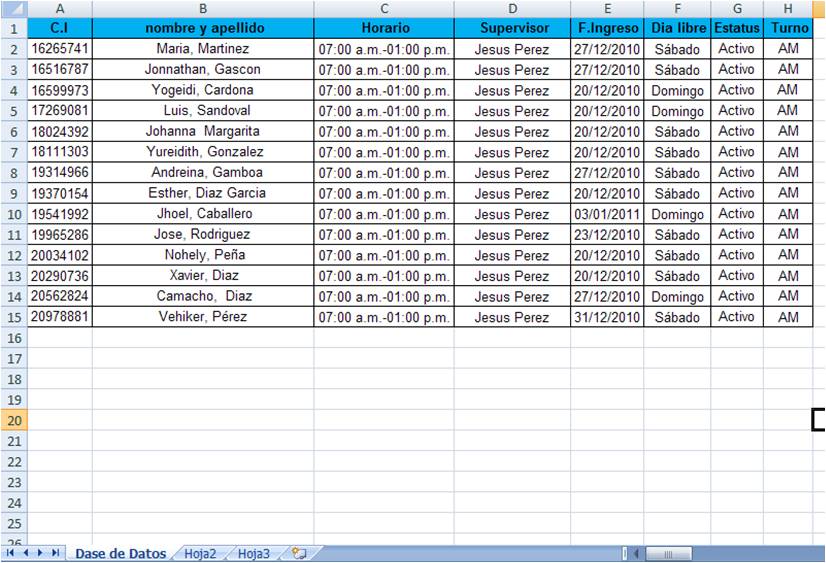 A B C D E F G H
1 C.I nombre y apellido Horario Supervisor F.Ingreso Dia libre Estatus Turno
2 16265741 Maria, Martinez 07:00 a.m.-01:00 p.m. Jesus Perez 27/12/2010 Sábado Activo AM
3 16516787 Jonnathan, Gascon 07:00 a.m.-01:00 p.m. Jesus Perez 27/12/2010 Sábado Activo AM
4 16599973 Yogeidi, Cardona 07:00 a.m.-01:00 p.m. Jesus Perez 20/12/2010 Domingo Activo AM
5 17269081 Luis, Sandoval 07:00 a.m.-01:00 p.m. Jesus Perez 20/12/2010 Domingo Activo AM
6 18024392 Johanna Margarita 07:00 a.m.-01:00 p.m. Jesus Perez 20/12/2010 Sábado Activo AM
7 18111303 Yureidith, Gonzalez 07:00 a.m.-01:00 p.m. Jesus Perez 20/12/2010 Sábado Activo AM
8 19314966 Andreina, Gamboa 07:00 a.m.-01:00 p.m. Jesus Perez 27/12/2010 Sábado Activo AM
9 19370154 Esther, Diaz Garcia 07:00 a.m.-01:00 p.m. Jesus Perez 20/12/2010 Sábado Activo AM
10 19541992 Jhoel, Caballero 07:00 a.m.-01:00 p.m. Jesus Perez 03/01/2011 Domingo Activo AM
11 19965286 Jose, Rodriguez 07:00 a.m.-01:00 p.m. Jesus Perez 23/12/2010 Sábado Activo AM
12 20034102 Nohely, Peña 07:00 a.m.-01:00 p.m. Jesus Perez 20/12/2010 Sábado Activo AM
13 20290736 Xavier, Diaz 07:00 a.m.-01:00 p.m. Jesus Perez 20/12/2010 Sábado Activo AM
14 20562824 Camacho, Diaz 07:00 a.m.-01:00 p.m. Jesus Perez 27/12/2010 Domingo Activo AM
15 20978881 Vehiker, Pérez 07:00 a.m.-01:00 p.m. Jesus Perez 31/12/2010 Sábado Activo AM
16
17
18
19
20
21
22
23
24
25
26
Dase de Datos Hoja2 Hoja3